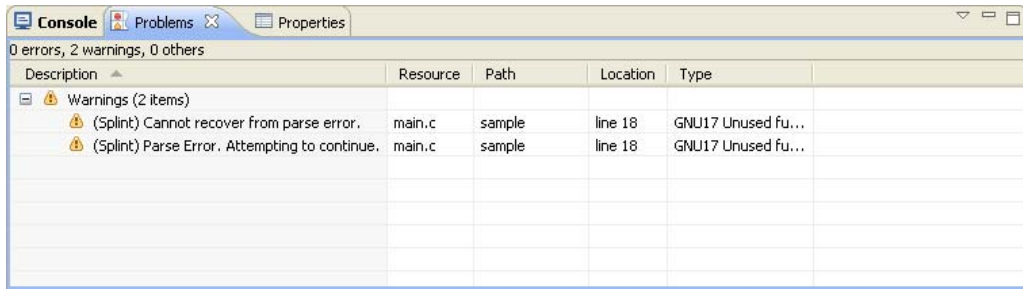 Console Problems Properties
0 errors, 2 warnings, 0 others
Description Resource Path Location Type
Warnings (2 items)
(Splint) Cannot recover from parse error. main.c sample line 18 GNU17 Unused fu...
(Splint) Parse Error. Attempting to continue. main.c sample line 18 GNU17 Unused fu...